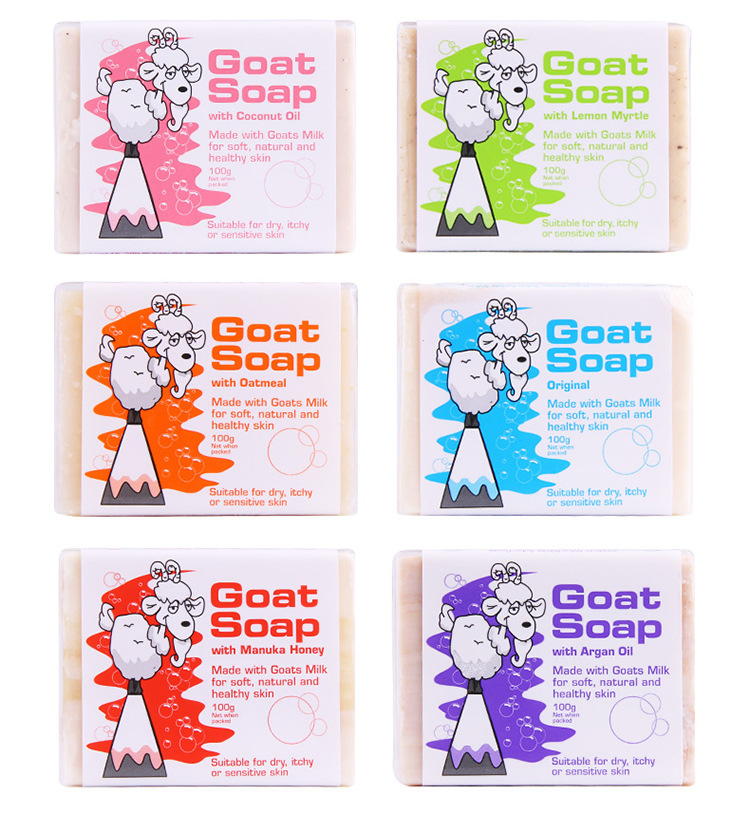 Goat
Soap
with Coconut Oil
Made with Goats Milk
for soft, natural and
healthy skin
100g
Net when
packed
Suitable for dry, itchy
or sensitive skin
Goat
Soap
with Lemon Myrtle
Made with Goats Milk
for soft, natural and
healthy skin
100g
Net when
packed
Suitable for dry, itchy
or sensitive skin
Goat
Soap
with Oatmeal
Made with Goats Milk
for soft, natural and
healthy skin
100g
Net when
packed
Suitable for dry, itchy
or sensitive skin
Goat
Soap
Original
Made with Goats Milk
for soft, natural and
healthy skin
100g
Net when
packed
Suitable for dry, itchy
or sensitive skin
Goat
Soap
with Manuka Honey
Made with Goats Milk
for soft, natural and
healthy skin
100g
Net when
packed
Suitable for dry, itchy
or sensitive skin
Goat
Soap
with Argan Oil
Made with Goats Milk
for soft, natural and
healthy skin
100g
Net when
packed
Suitable for dry, itchy
or sensitive skin